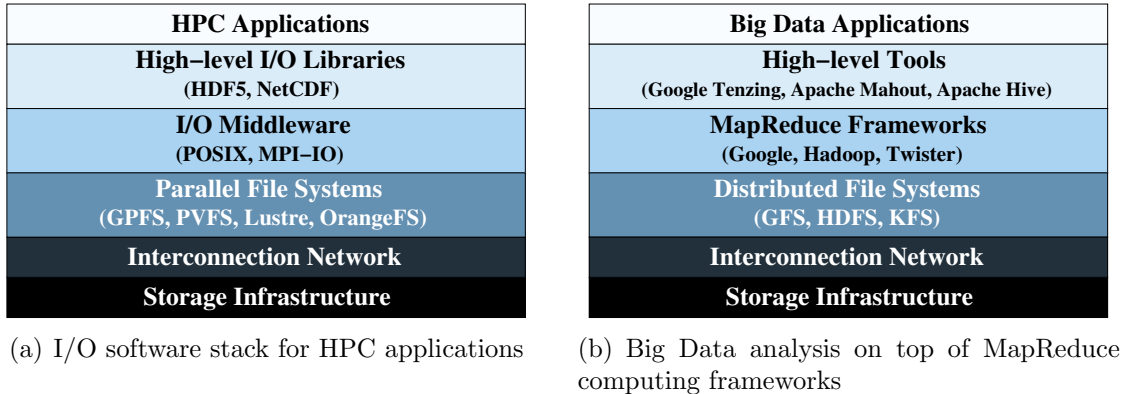 HPC Applications
High−level I/O Libraries
(HDF5, NetCDF)
I/O Middleware
(POSIX, MPI−IO)
Parallel File Systems
(GPFS, PVFS, Lustre, OrangeFS)
Interconnection Network
Storage Infrastructure
(a) I/O software stack for HPC applications
Big Data Applications
High−level Tools
(Google Tenzing, Apache Mahout, Apache Hive)
MapReduce Frameworks
(Google, Hadoop, Twister)
Distributed File Systems
(GFS, HDFS, KFS)
Interconnection Network
Storage Infrastructure
(b) Big Data analysis on top of MapReduce
computing frameworks